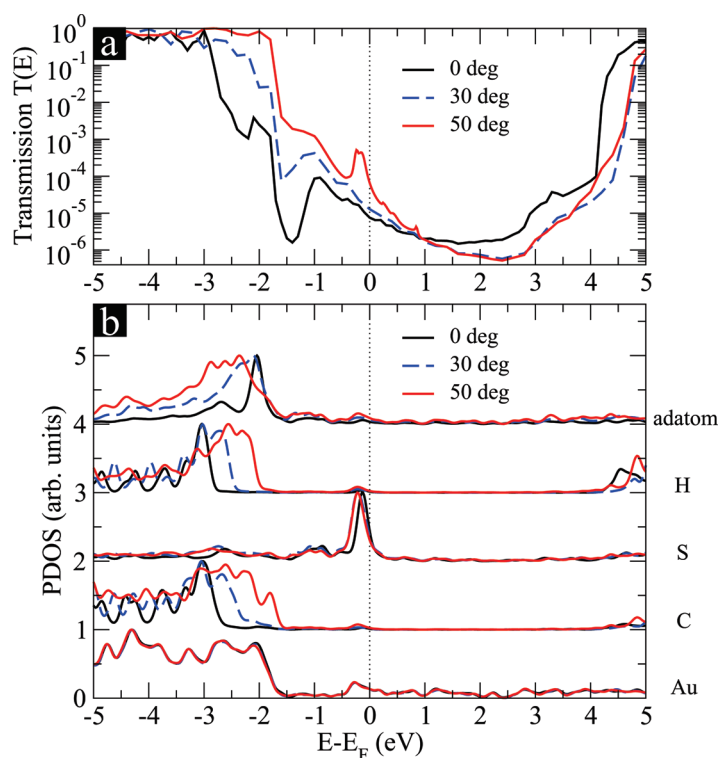 a
Transmission T(E)
10^0
10^-1
10^-2
10^-3
10^-4
10^-5
10^-6
0 deg
30 deg
50 deg
-5 -4 -3 -2 -1 0 1 2 3 4 5
b
PDOS (arb. units)
5
4
3
2
1
0
0 deg
30 deg
50 deg
adatom
H
S
C
Au
-5 -4 -3 -2 -1 0 1 2 3 4 5
E-E_F (eV)